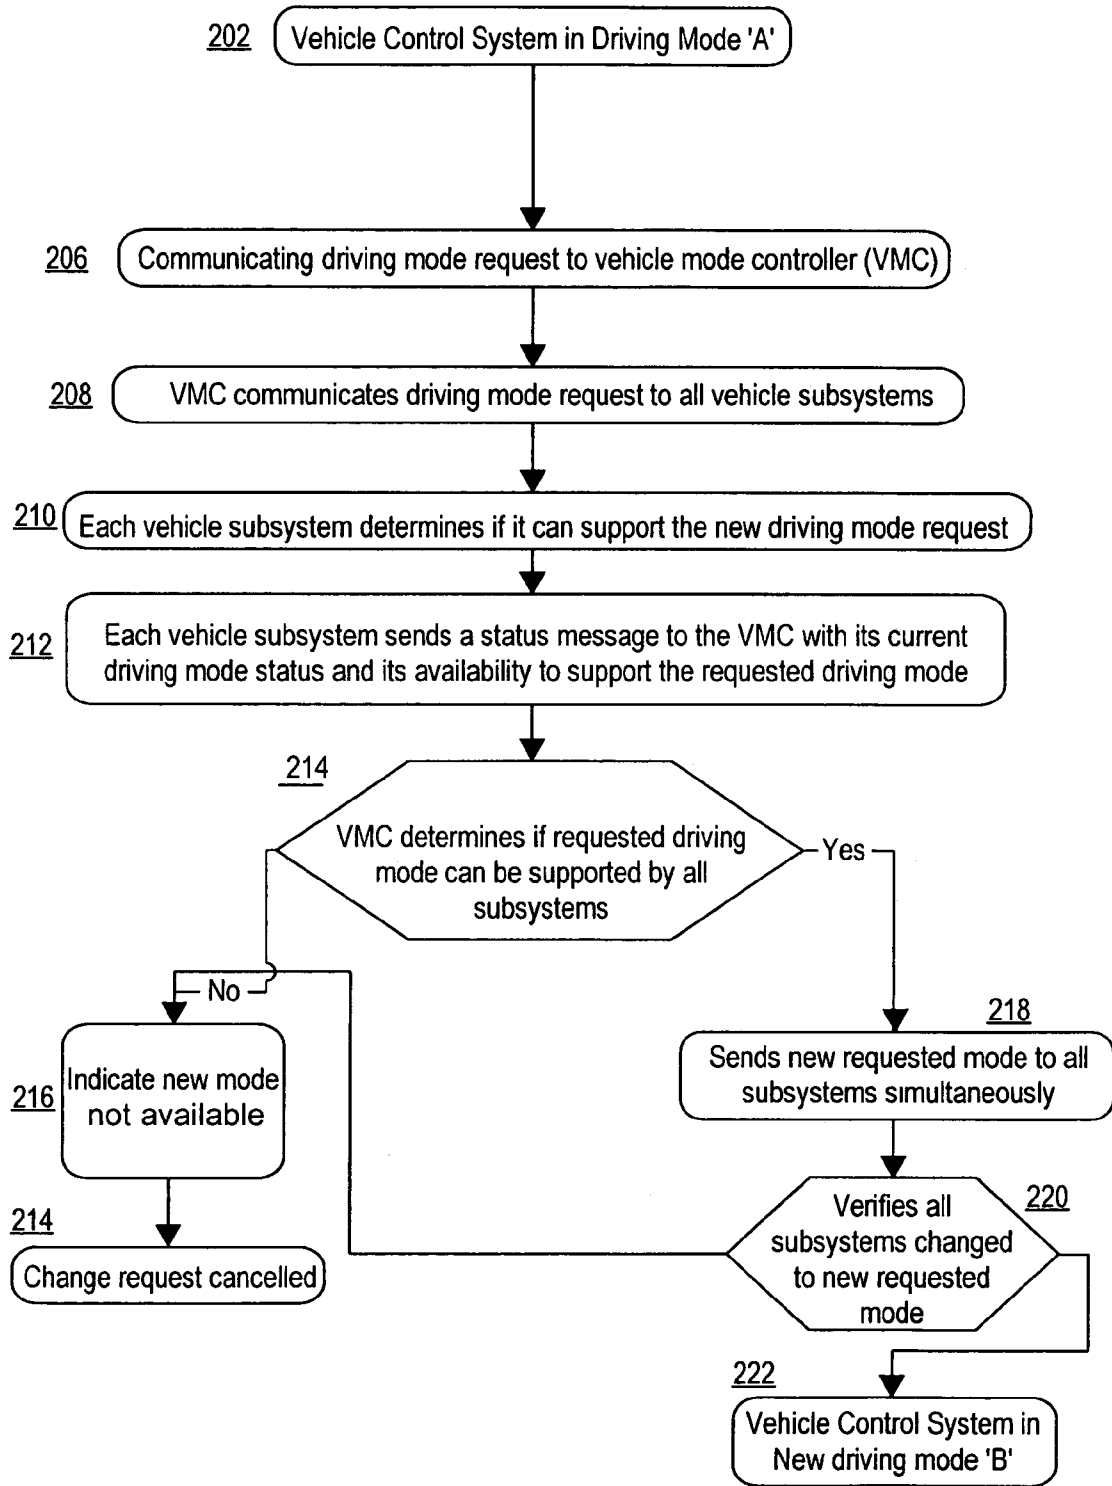 202
Vehicle Control System in Driving Mode 'A'
206
Communicating driving mode request to vehicle mode controller (VMC)
208
VMC communicates driving mode request to all vehicle subsystems
210
Each vehicle subsystem determines if it can support the new driving mode request
212
Each vehicle subsystem sends a status message to the VMC with its current
driving mode status and its availability to support the requested driving mode
214
VMC determines if requested driving
mode can be supported by all
subsystems
Yes
No
218
Sends new requested mode to all
subsystems simultaneously
216
Indicate new mode
not available
220
Verifies all
subsystems changed
to new requested
mode
214
Change request cancelled
222
Vehicle Control System in
New driving mode 'B'